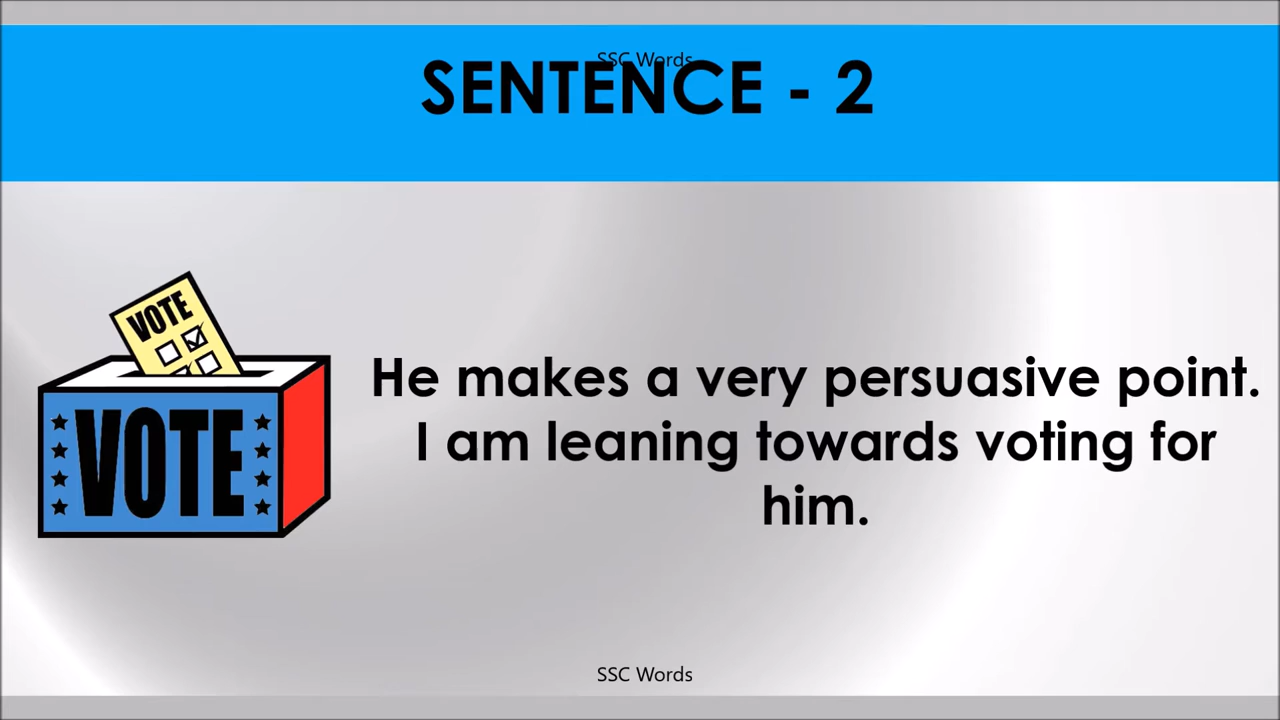 SSC Words
SENTENCE - 2
VOTE
VOTE
He makes a very persuasive point.
I am leaning towards voting for
him.
SSC Words